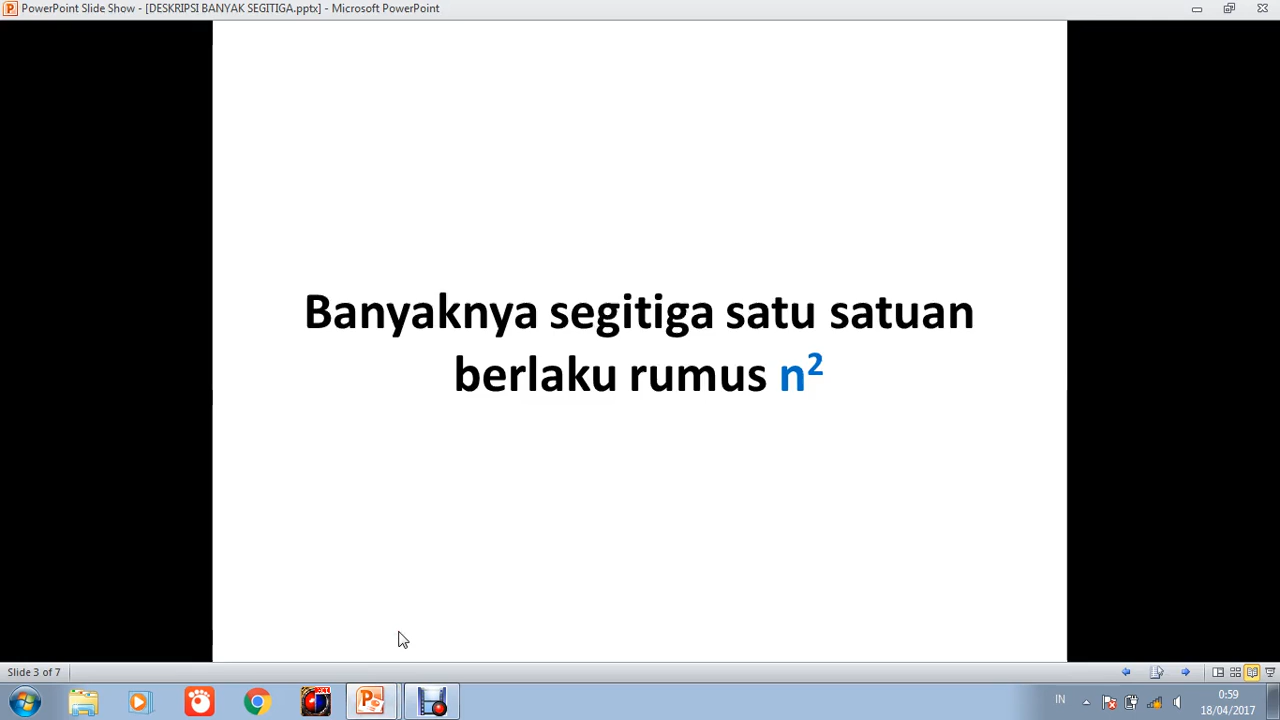 PowerPoint Slide Show - [DESKRIPSI BANYAK SEGITIGA.pptx] - Microsoft PowerPoint
Banyaknya segitiga satu satuan
berlaku rumus n²
Slide 3 of 7
IN
0:59
18/04/2017